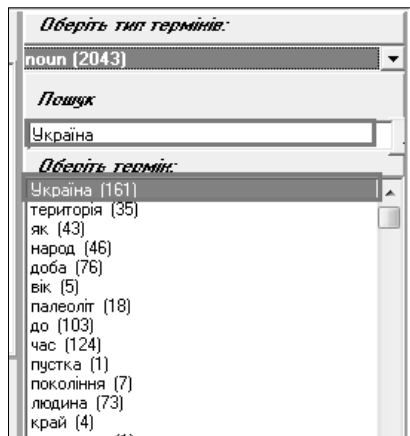 Оберіть тип термінів:
noun (2043)
Пошук
Україна
Оберіть термін:
Україна (161)
територія (35)
як (43)
народ (46)
доба (76)
вік (5)
палеоліт (18)
до (103)
час (124)
пустка (1)
покоління (7)
людина (73)
край (4)